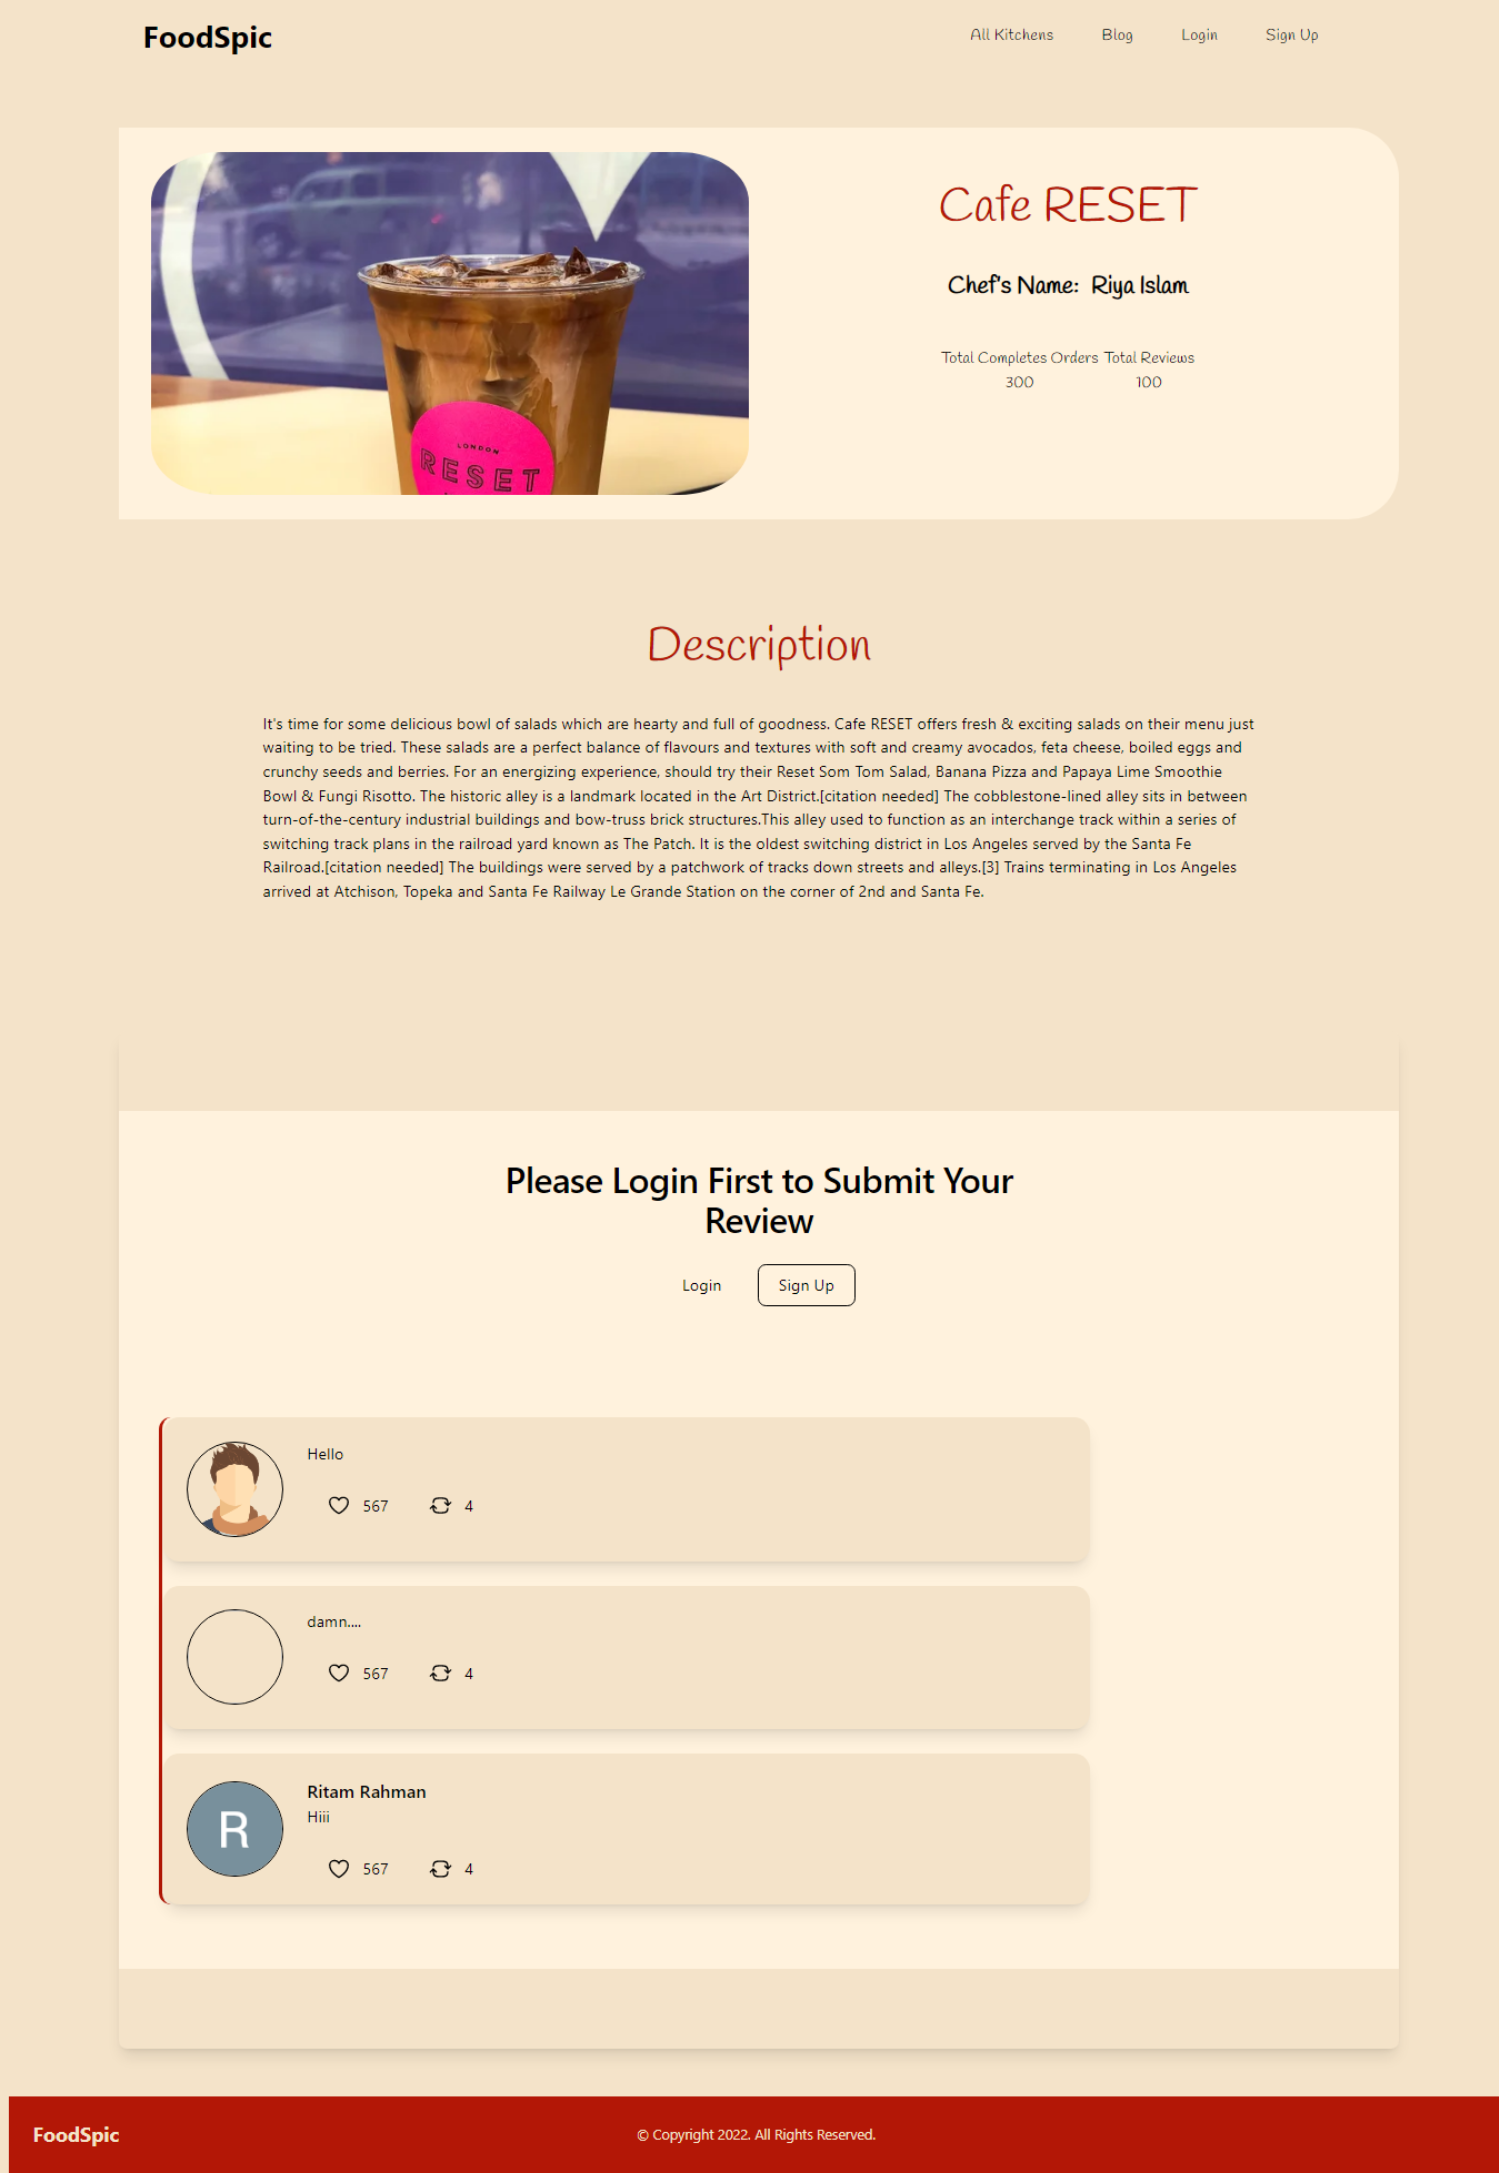 FoodSpic
All Kitchens Blog Login Sign Up
LONDON
RESET
Cafe RESET
Chef's Name: Riya Islam
Total Completes Orders Total Reviews
300 100
Description
It's time for some delicious bowl of salads which are hearty and full of goodness. Cafe RESET offers fresh & exciting salads on their menu just
waiting to be tried. These salads are a perfect balance of flavours and textures with soft and creamy avocados, feta cheese, boiled eggs and
crunchy seeds and berries. For an energizing experience, should try their Reset Som Tom Salad, Banana Pizza and Papaya Lime Smoothie
Bowl & Fungi Risotto. The historic alley is a landmark located in the Art District.[citation needed] The cobblestone-lined alley sits in between
turn-of-the-century industrial buildings and bow-truss brick structures.This alley used to function as an interchange track within a series of
switching track plans in the railroad yard known as The Patch. It is the oldest switching district in Los Angeles served by the Santa Fe
Railroad.[citation needed] The buildings were served by a patchwork of tracks down streets and alleys.[3] Trains terminating in Los Angeles
arrived at Atchison, Topeka and Santa Fe Railway Le Grande Station on the corner of 2nd and Santa Fe.
Please Login First to Submit Your
Review
Login Sign Up
Hello
567 4
damn....
567 4
R
Ritam Rahman
Hiii
567 4
FoodSpic
© Copyright 2022. All Rights Reserved.